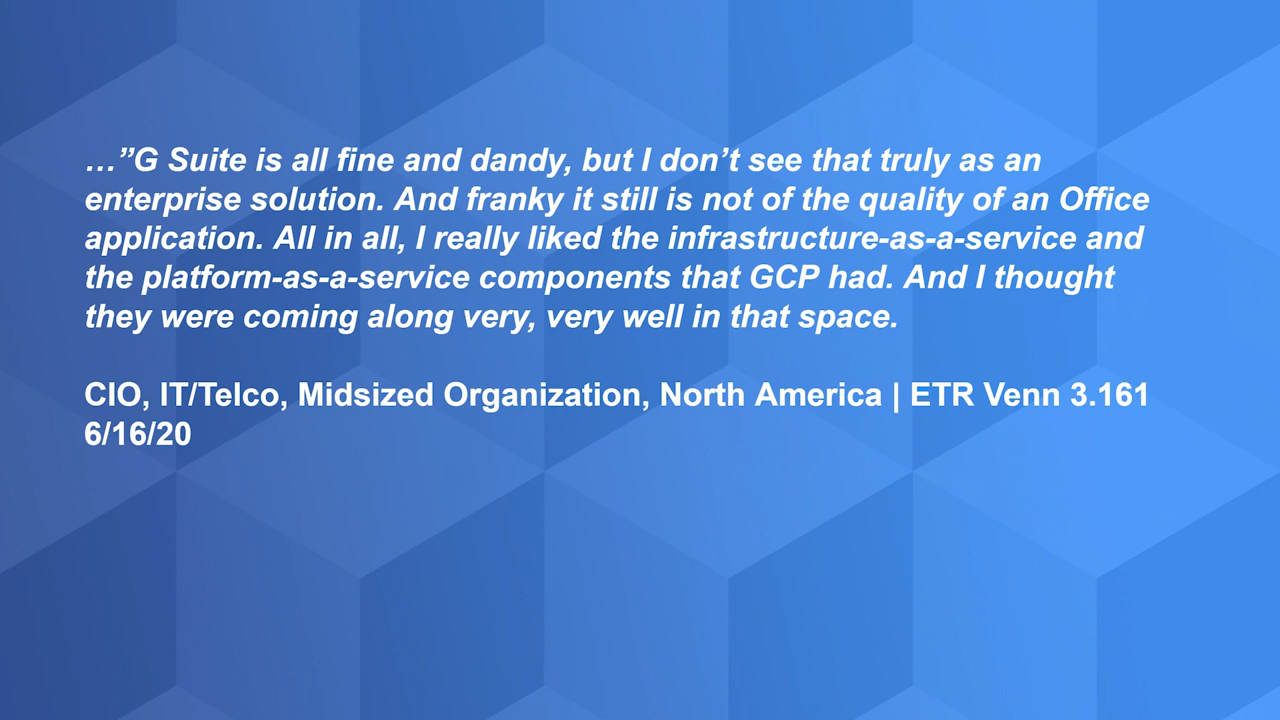 …”G Suite is all fine and dandy, but I don’t see that truly as an
enterprise solution. And franky it still is not of the quality of an Office
application. All in all, I really liked the infrastructure-as-a-service and
the platform-as-a-service components that GCP had. And I thought
they were coming along very, very well in that space.
CIO, IT/Telco, Midsized Organization, North America | ETR Venn 3.161
6/16/20